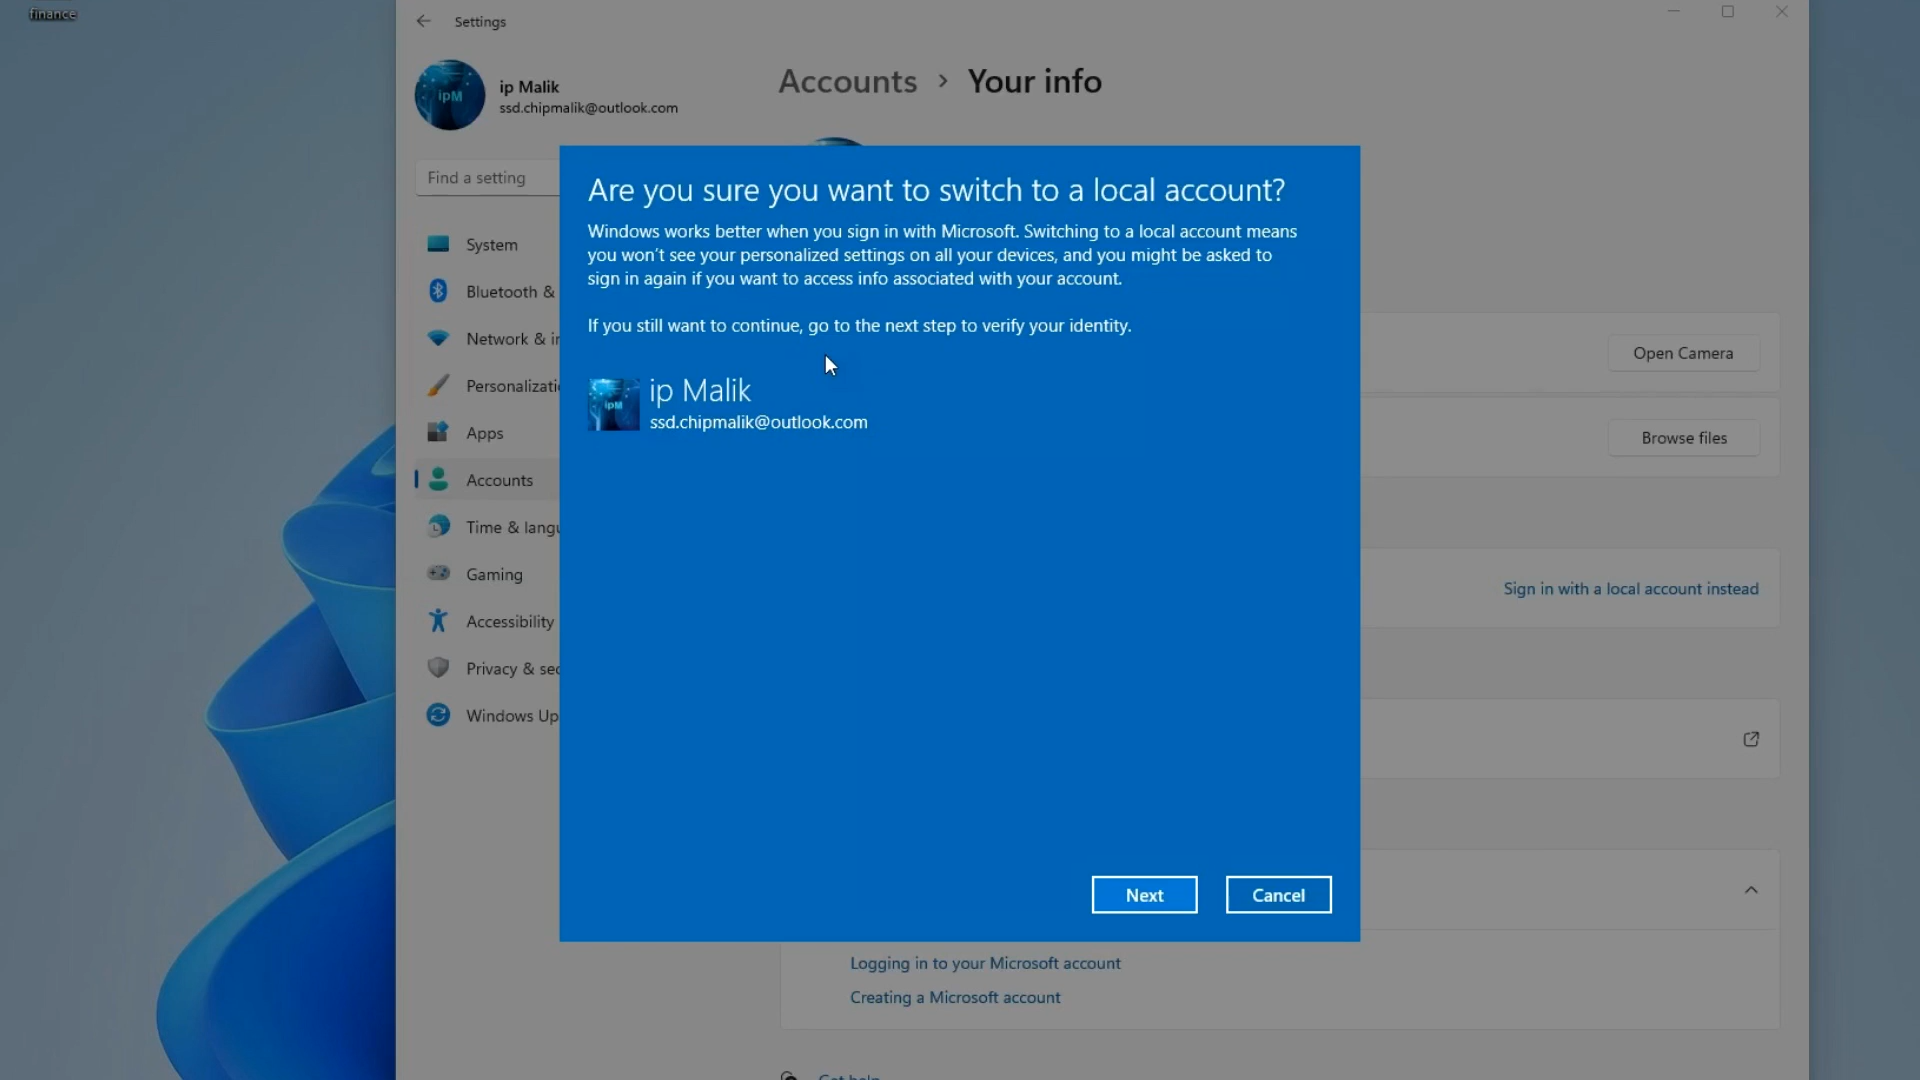 finance
Settings
ipM
ip Malik
ssd.chipmalik@outlook.com
Accounts > Your info
Find a setting
System
Bluetooth &
Network & in
Personalizati
Apps
Accounts
Time & langu
Gaming
Accessibility
Privacy & sec
Windows Up
Are you sure you want to switch to a local account?
Windows works better when you sign in with Microsoft. Switching to a local account means
you won't see your personalized settings on all your devices, and you might be asked to
sign in again if you want to access info associated with your account.
If you still want to continue, go to the next step to verify your identity.
ipM
ip Malik
ssd.chipmalik@outlook.com
Next
Cancel
Open Camera
Browse files
Sign in with a local account instead
Logging in to your Microsoft account
Creating a Microsoft account
Get help